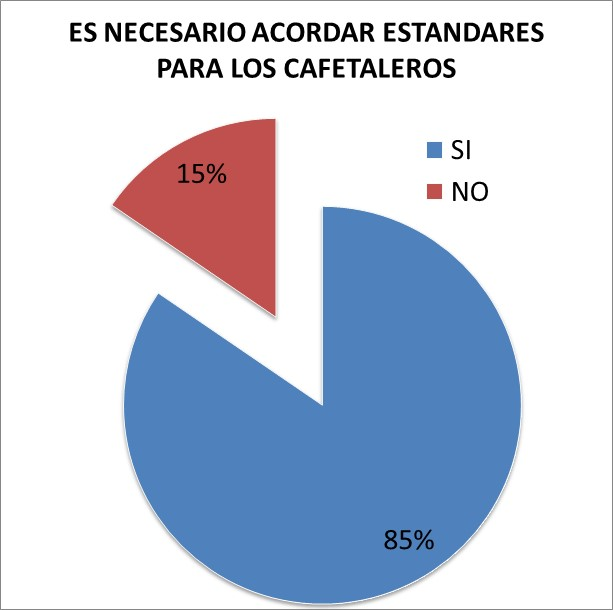 ES NECESARIO ACORDAR ESTANDARES
PARA LOS CAFETALEROS
SI
NO
15%
85%